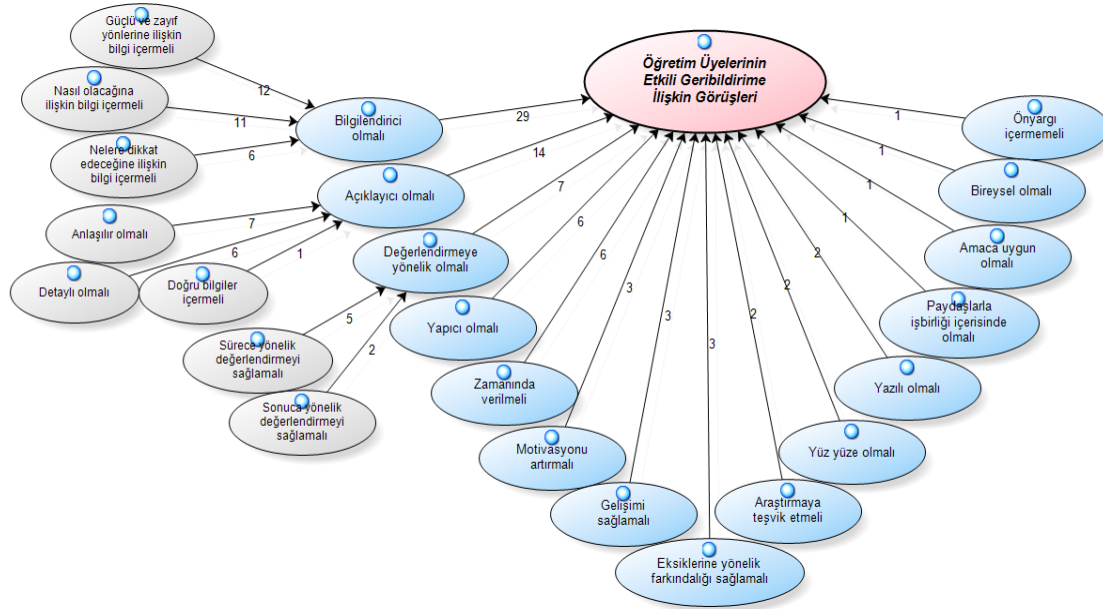 Güçlü ve zayıf
yönlerine ilişkin
bilgi içermeli
Nasıl olacağına
ilişkin bilgi içermeli
Nelere dikkat
edeceğine ilişkin
bilgi içermeli
Anlaşılır olmalı
Detaylı olmalı
Doğru bilgiler
içermeli
Sürece yönelik
değerlendirmeyi
sağlamalı
Sonuca yönelik
değerlendirmeyi
sağlamalı
12
11
6
7
6
1
5
2
Bilgilendirici
olmalı
Açıklayıcı olmalı
Değerlendirmeye
yönelik olmalı
Yapıcı olmalı
Zamanında
verilmeli
Motivasyonu
artırmalı
Gelişimi
sağlamalı
Eksiklerine yönelik
farkındalığı sağlamalı
Araştırmaya
teşvik etmeli
Yüz yüze olmalı
Yazılı olmalı
Paydaşlarla
işbirliği içerisinde
olmalı
Amaca uygun
olmalı
Bireysel olmalı
Önyargı
içermemeli
29
14
7
6
6
3
3
3
2
2
2
1
1
1
1
Öğretim Üyelerinin
Etkili Geribildirime
İlişkin Görüşleri